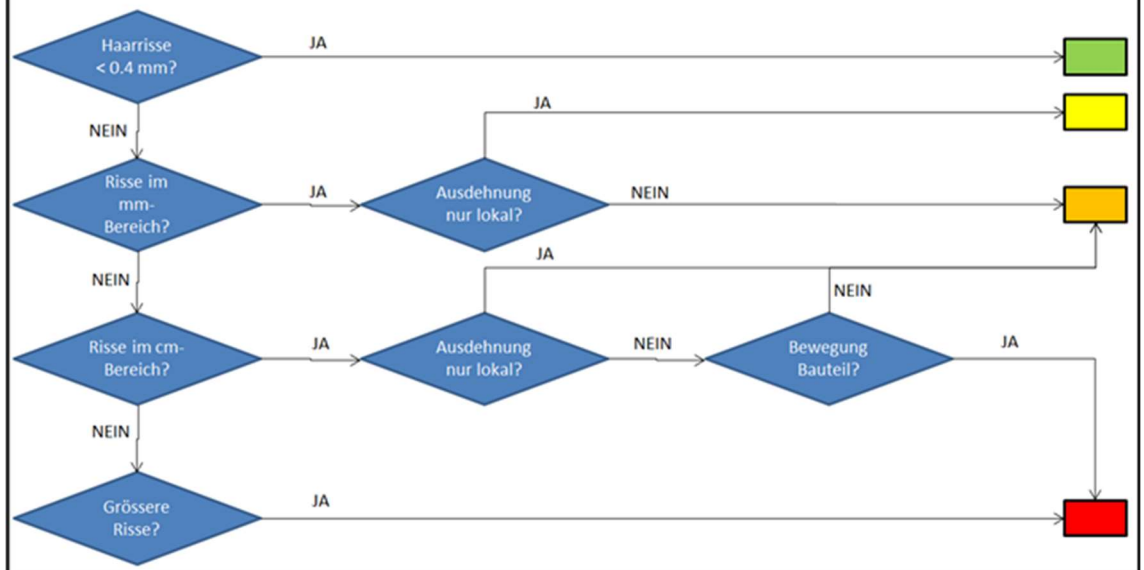 Haarrisse
< 0.4 mm?
JA
NEIN
JA
Risse im
mm-
Bereich?
JA
Ausdehnung
nur lokal?
NEIN
NEIN
JA
NEIN
Risse im cm-
Bereich?
JA
Ausdehnung
nur lokal?
NEIN
Bewegung
Bauteil?
JA
NEIN
Grössere
Risse?
JA